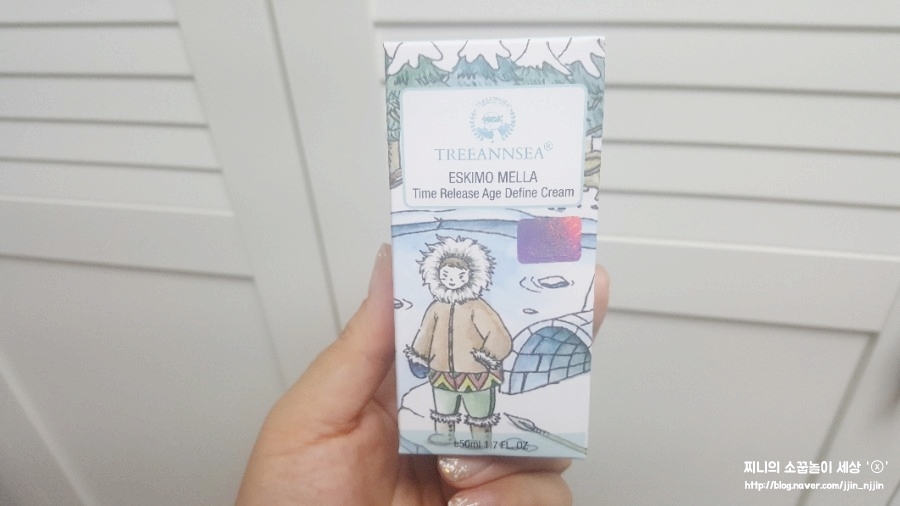 TREEANNSEA®
ESKIMO MELLA
Time Release Age Define Cream
50ml 1.7 FL. OZ
찌니의 소꿉놀이 세상 'ⓧ'
http://blog.naver.com/jjin_njjin